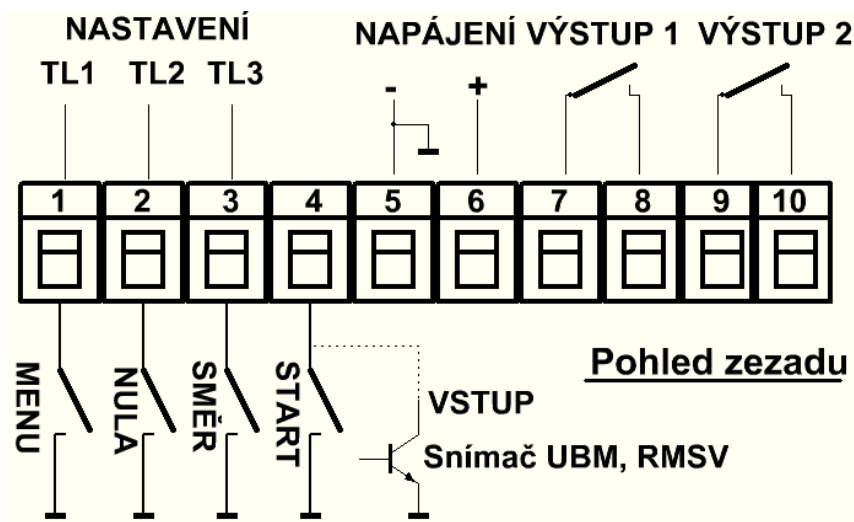 NASTAVENÍ
NAPÁJENÍ VÝSTUP 1 VÝSTUP 2
TL1 TL2 TL3
- +
1 2 3 4 5 6 7 8 9 10
MENU
NULA
SMĚR
START
Pohled zezadu
VSTUP
Snímač UBM, RMSV